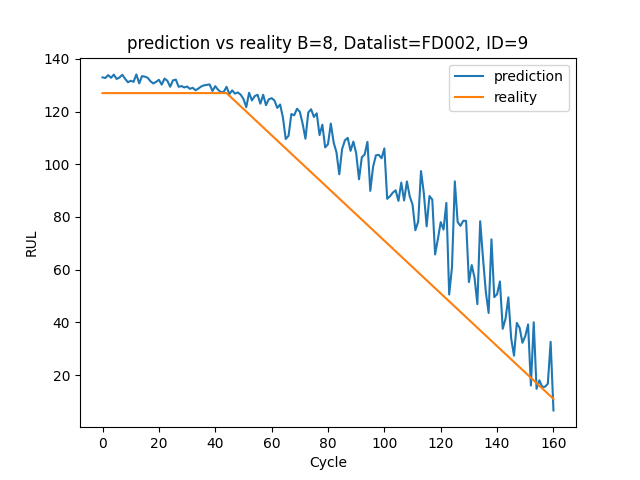 prediction vs reality B=8, Datalist=FD002, ID=9
prediction
reality
RUL
140
120
100
80
60
40
20
0 20 40 60 80 100 120 140 160
Cycle